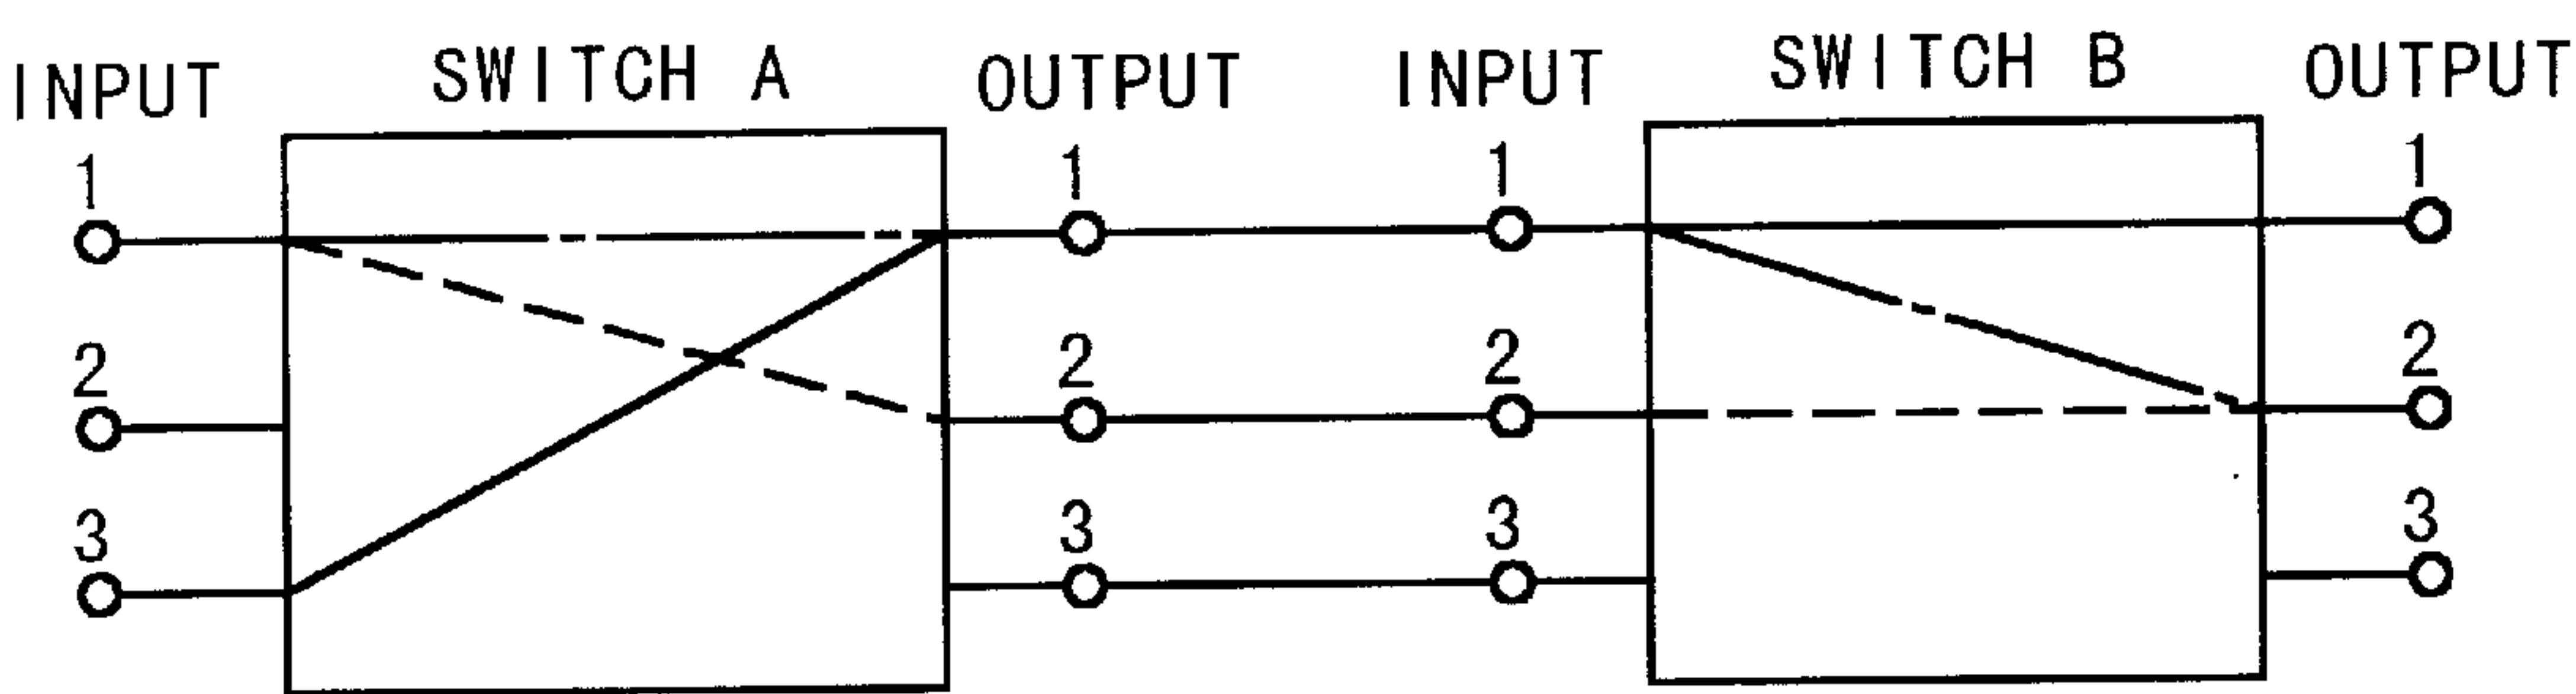 INPUT SWITCH A OUTPUT INPUT SWITCH B OUTPUT
1 1 1 1
2 2 2 2
3 3 3 3